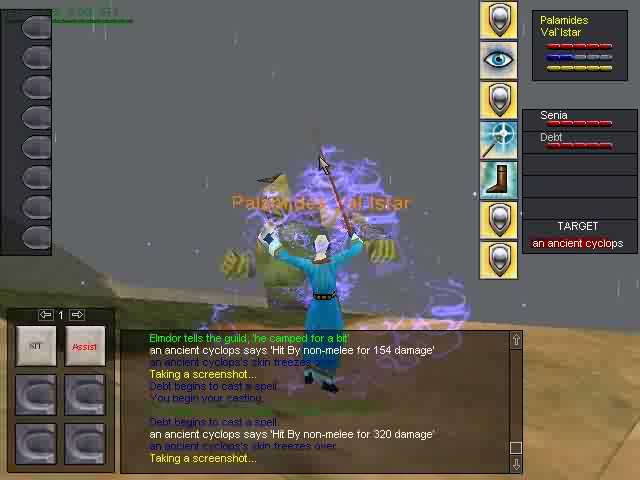 Palamides
Val`Istar
Senia
Debt
Palamides Val`Istar
TARGET
an ancient cyclops
1
SIT
Assist
Elmdor tells the guild, 'he camped for a bit'
an ancient cyclops says 'Hit By non-melee for 154 damage'
an ancient cyclops's skin freezes over.
Taking a screenshot...
Debt begins to cast a spell.
You begin your casting.
Debt begins to cast a spell.
an ancient cyclops says 'Hit By non-melee for 320 damage'
an ancient cyclops's skin freezes over.
Taking a screenshot...